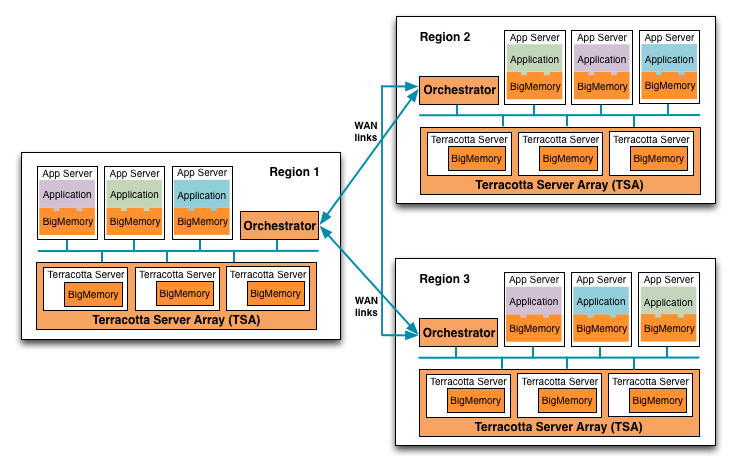 Region 1
App Server App Server App Server
Application Application Application
BigMemory BigMemory BigMemory
Orchestrator
Terracotta Server Terracotta Server Terracotta Server
BigMemory BigMemory BigMemory
Terracotta Server Array (TSA)
WAN
links
WAN
links
Region 2
App Server App Server App Server
Application Application Application
BigMemory BigMemory BigMemory
Orchestrator
Terracotta Server Terracotta Server Terracotta Server
BigMemory BigMemory BigMemory
Terracotta Server Array (TSA)
Region 3
App Server App Server App Server
Application Application Application
BigMemory BigMemory BigMemory
Orchestrator
Terracotta Server Terracotta Server Terracotta Server
BigMemory BigMemory BigMemory
Terracotta Server Array (TSA)